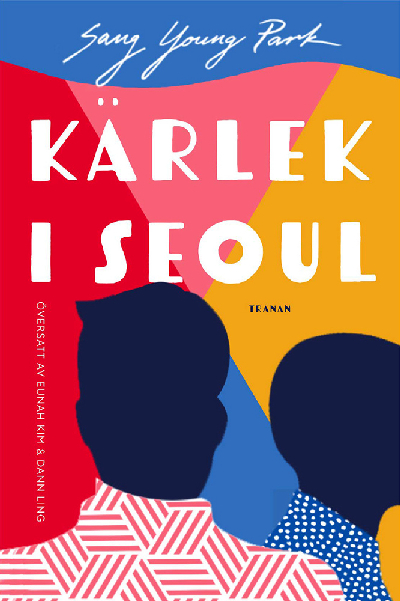 Sang Young Park
KÄRLEK
I SEOUL
TRANAN
ÖVERSATT AV EUNAH KIM & DANN LING